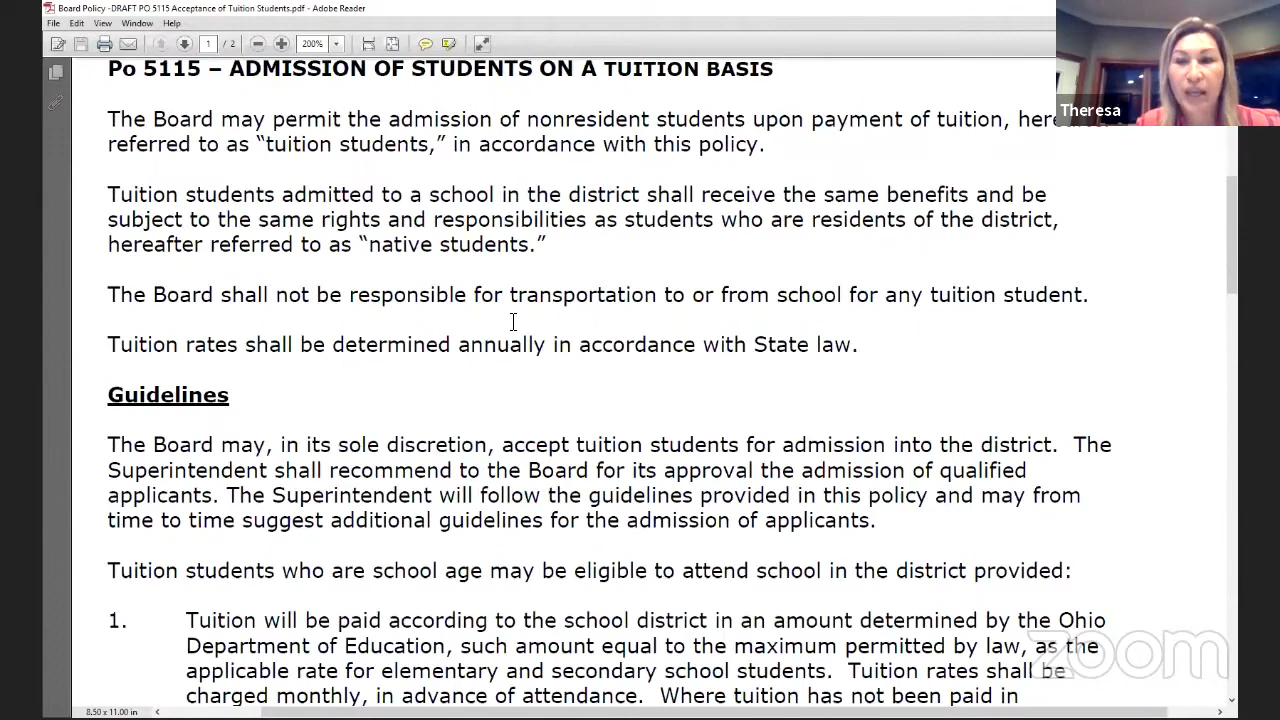 Board Policy -DRAFT PO 5115 Acceptance of Tuition Students.pdf - Adobe Reader
File Edit View Window Help
1 / 2 200%
Theresa
Po 5115 – ADMISSION OF STUDENTS ON A TUITION BASIS
The Board may permit the admission of nonresident students upon payment of tuition,
referred to as “tuition students,” in accordance with this policy.
Tuition students admitted to a school in the district shall receive the same benefits and be
subject to the same rights and responsibilities as students who are residents of the district,
hereafter referred to as “native students.”
The Board shall not be responsible for transportation to or from school for any tuition student.
Tuition rates shall be determined annually in accordance with State law.
Guidelines
The Board may, in its sole discretion, accept tuition students for admission into the district. The
Superintendent shall recommend to the Board for its approval the admission of qualified
applicants. The Superintendent will follow the guidelines provided in this policy and may from
time to time suggest additional guidelines for the admission of applicants.
Tuition students who are school age may be eligible to attend school in the district provided:
1. Tuition will be paid according to the school district in an amount determined by the Ohio
Department of Education, such amount equal to the maximum permitted by law, as the
applicable rate for elementary and secondary school students. Tuition rates shall be
charged monthly, in advance of attendance. Where tuition has not been paid in
zoom
8.50 x 11.00 in